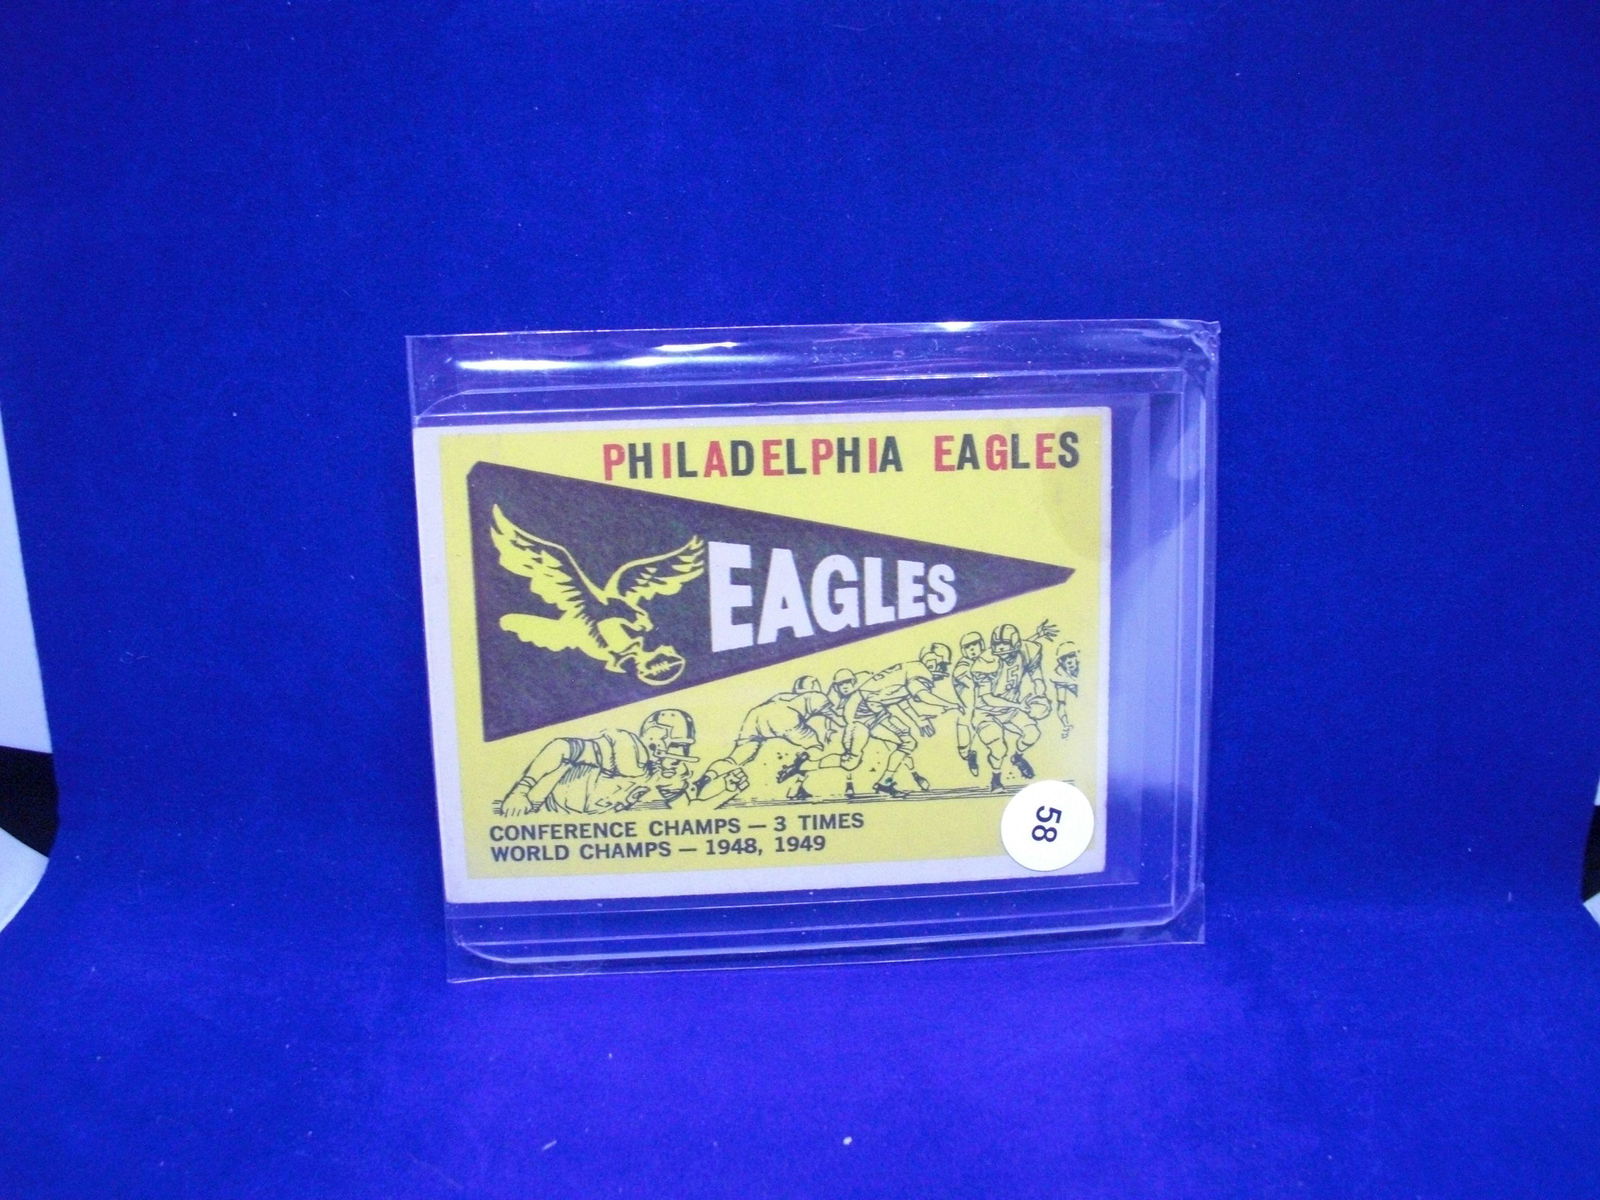 PHILADELPHIA EAGLES
EAGLES
CONFERENCE CHAMPS — 3 TIMES
WORLD CHAMPS — 1948, 1949
58